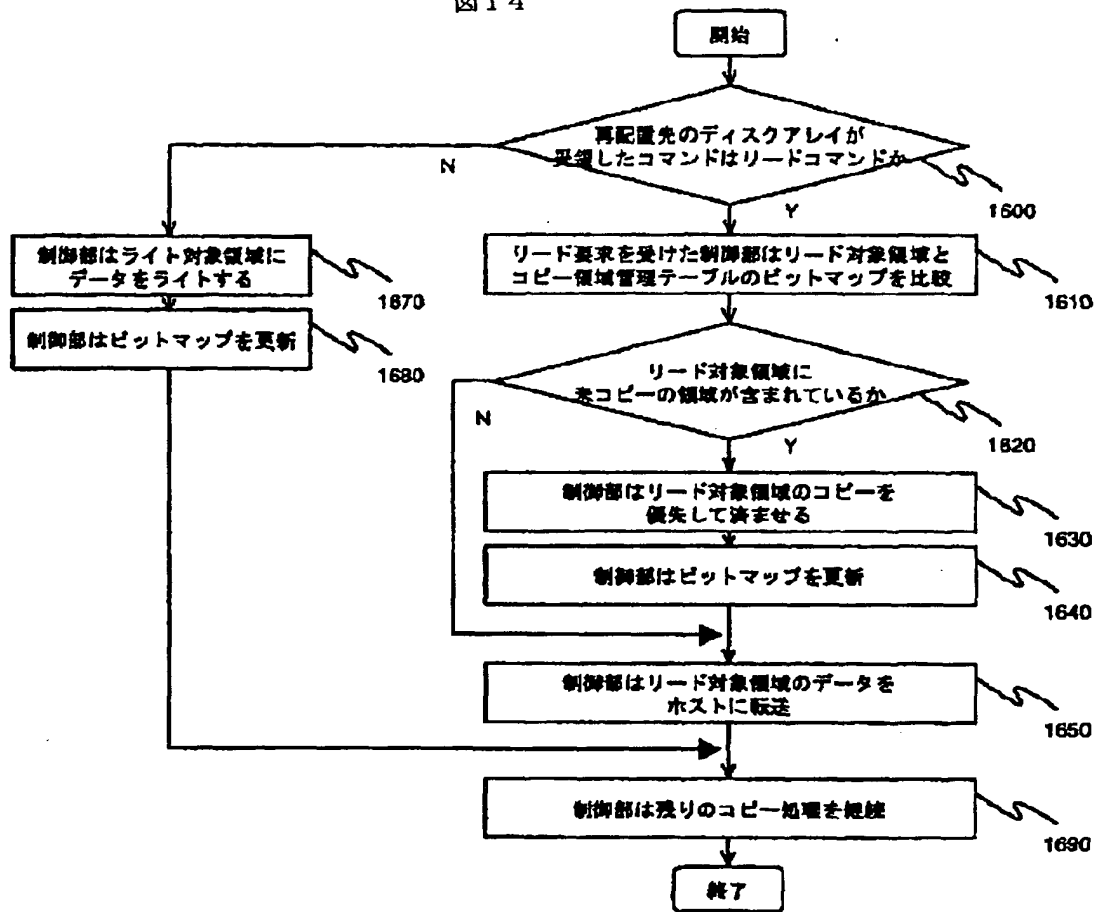 図14
開始
再配置先のディスクアレイが
受領したコマンドはリードコマンドか
N
Y
1600
制御部はライト対象領域に
データをライトする
1670
リード要求を受けた制御部はリード対象領域と
コピー領域管理テーブルのビットマップを比較
1610
制御部はビットマップを更新
1680
リード対象領域に
未コピーの領域が含まれているか
N
Y
1620
制御部はリード対象領域のコピーを
優先して済ませる
1630
制御部はビットマップを更新
1640
制御部はリード対象領域のデータを
ホストに転送
1650
制御部は残りのコピー処理を継続
1690
終了